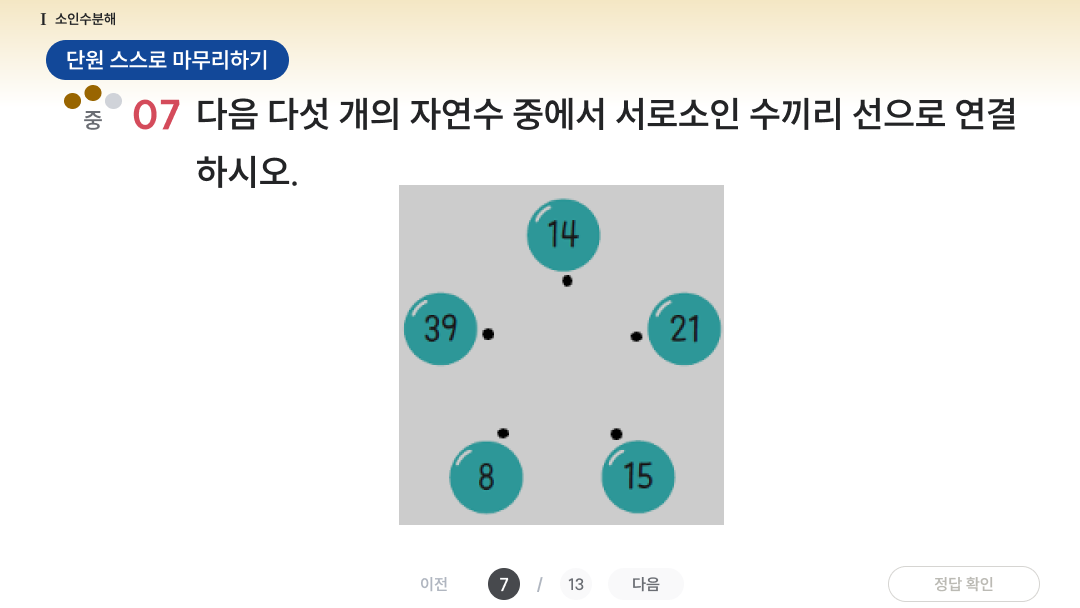 I 소인수분해
단원 스스로 마무리하기
중
07 다음 다섯 개의 자연수 중에서 서로소인 수끼리 선으로 연결
하시오.
14
39
21
8
15
이전 7 / 13 다음 정답 확인